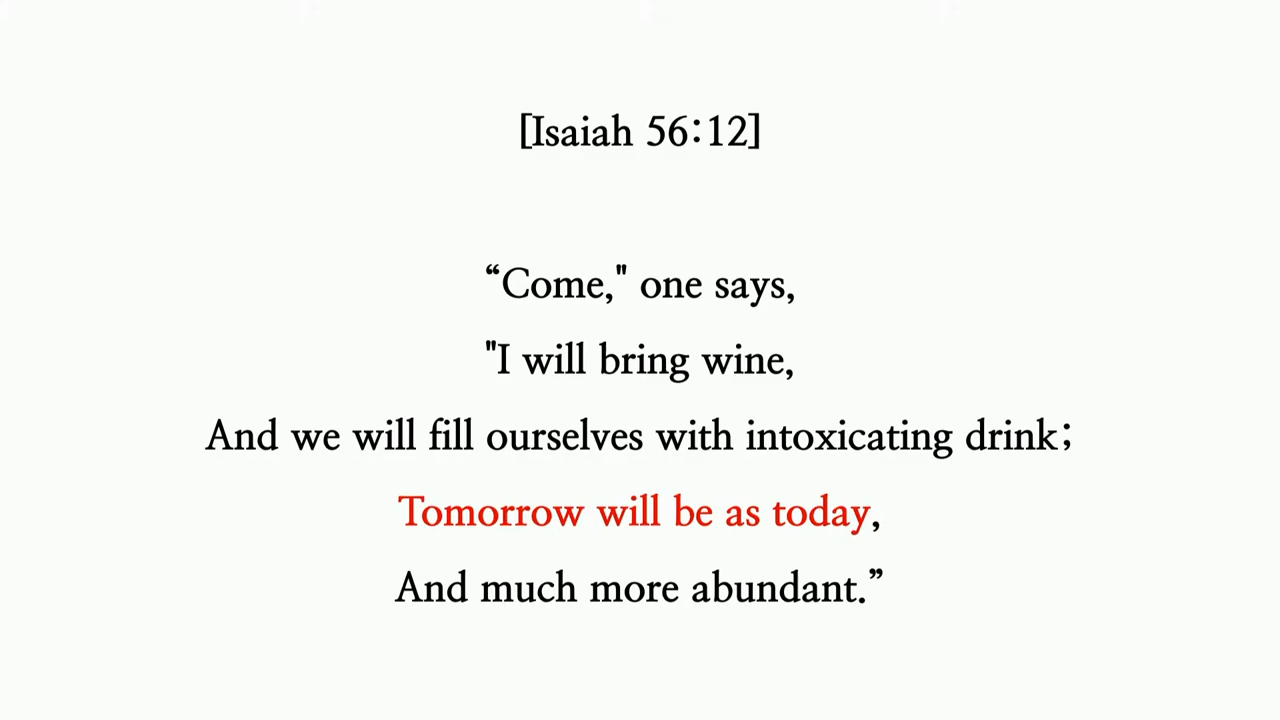 [Isaiah 56:12]
“Come," one says,
"I will bring wine,
And we will fill ourselves with intoxicating drink;
Tomorrow will be as today,
And much more abundant.”